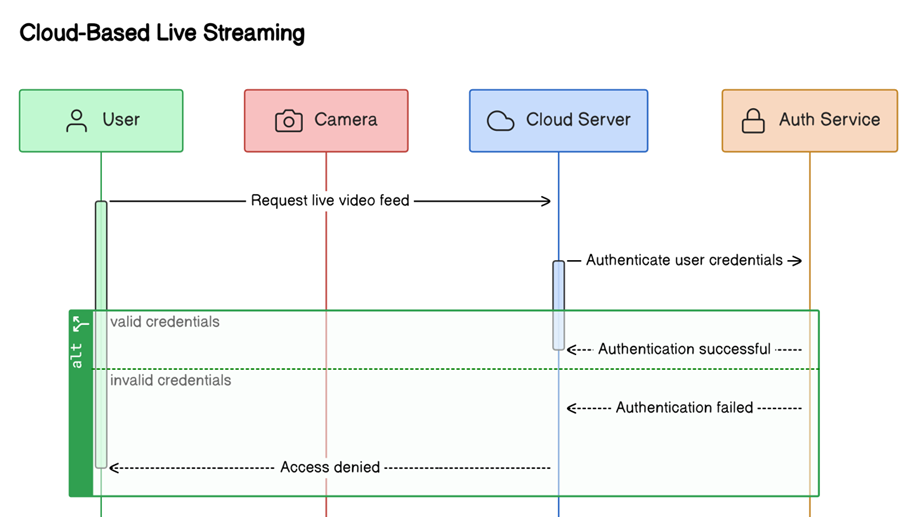 Cloud-Based Live Streaming
User
Camera
Cloud Server
Auth Service
Request live video feed
Authenticate user credentials
alt
valid credentials
Authentication successful
invalid credentials
Authentication failed
Access denied